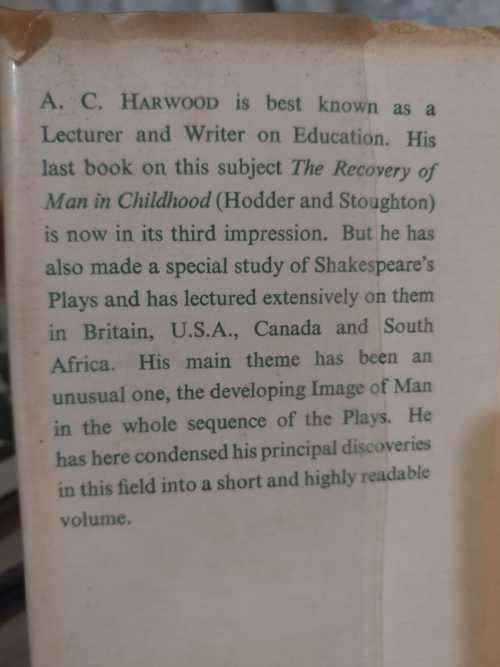 A. C. HARWOOD is best known as a
Lecturer and Writer on Education. His
last book on this subject The Recovery of
Man in Childhood (Hodder and Stoughton)
is now in its third impression. But he has
also made a special study of Shakespeare's
Plays and has lectured extensively on them
in Britain, U.S.A., Canada and South
Africa. His main theme has been an
unusual one, the developing Image of Man
in the whole sequence of the Plays. He
has here condensed his principal discoveries
in this field into a short and highly readable
volume.